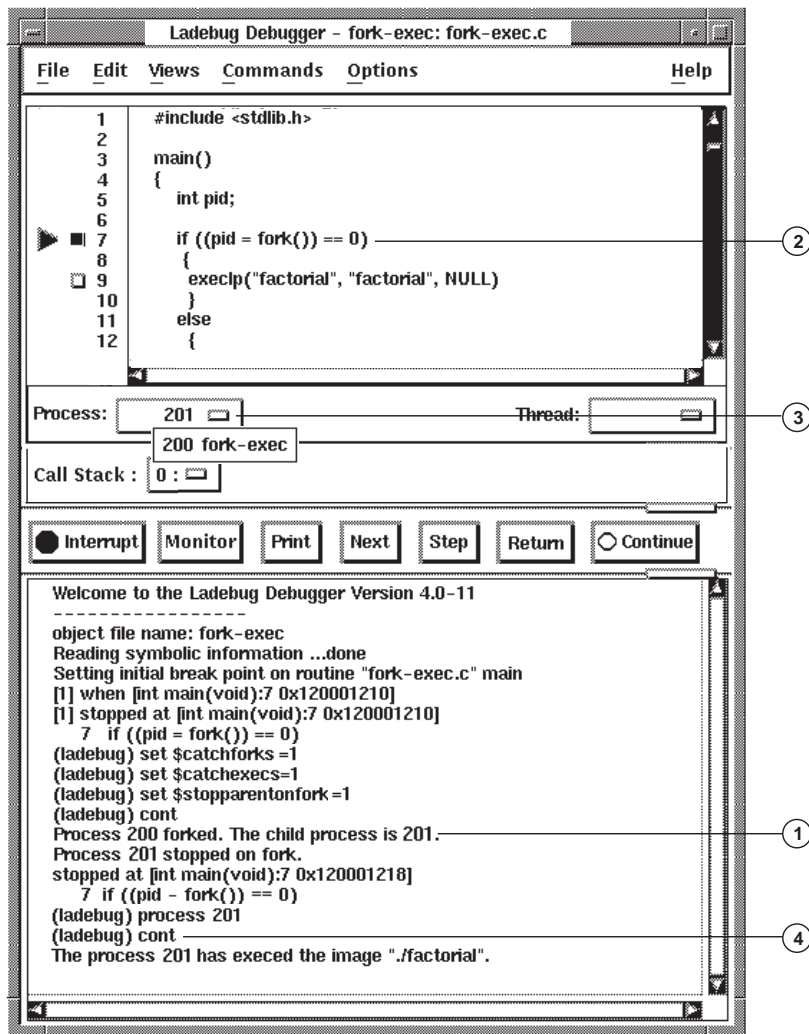 Ladebug Debugger - fork-exec: fork-exec.c
File Edit Views Commands Options Help
1 #include <stdlib.h>
2
3 main()
4 {
5 int pid;
6
7 if ((pid = fork()) == 0)
8 {
9 execlp("factorial", "factorial", NULL)
10 }
11 else
12 {
2
Process: 201 Thread:
3
200 fork-exec
Call Stack : 0 :
Interrupt Monitor Print Next Step Return Continue
Welcome to the Ladebug Debugger Version 4.0-11
------------------
object file name: fork-exec
Reading symbolic information ...done
Setting initial break point on routine "fork-exec.c" main
[1] when [int main(void):7 0x120001210]
[1] stopped at [int main(void):7 0x120001210]
7 if ((pid = fork()) == 0)
(ladebug) set $catchforks =1
(ladebug) set $catchexecs=1
(ladebug) set $stopparentonfork=1
(ladebug) cont
Process 200 forked. The child process is 201.
1
Process 201 stopped on fork.
stopped at [int main(void):7 0x120001218]
7 if ((pid - fork()) == 0)
(ladebug) process 201
(ladebug) cont
4
The process 201 has execed the image "./factorial".